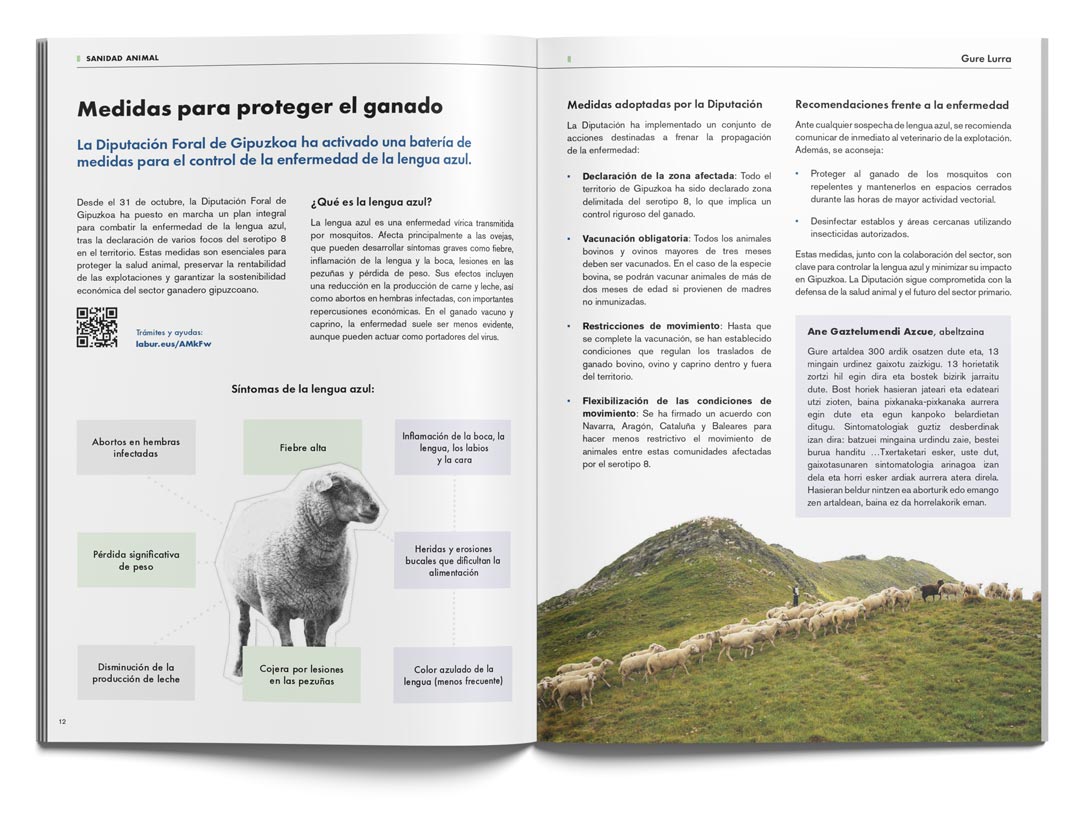 SANIDAD ANIMAL
Medidas para proteger el ganado
La Diputación Foral de Gipuzkoa ha activado una batería de
medidas para el control de la enfermedad de la lengua azul.
Desde el 31 de octubre, la Diputación Foral de
Gipuzkoa ha puesto en marcha un plan integral
para combatir la enfermedad de la lengua azul,
tras la declaración de varios focos del serotipo 8
en el territorio. Estas medidas son esenciales para
proteger la salud animal, preservar la rentabilidad
de las explotaciones y garantizar la sostenibilidad
económica del sector ganadero gipuzcoano.
Trámites y ayudas:
labur.eus/AMkFw
¿Qué es la lengua azul?
La lengua azul es una enfermedad vírica transmitida
por mosquitos. Afecta principalmente a las ovejas,
que pueden desarrollar síntomas graves como fiebre,
inflamación de la lengua y la boca, lesiones en las
pezuñas y pérdida de peso. Sus efectos incluyen
una reducción en la producción de carne y leche, así
como abortos en hembras infectadas, con importantes
repercusiones económicas. En el ganado vacuno y
caprino, la enfermedad suele ser menos evidente,
aunque pueden actuar como portadores del virus.
Síntomas de la lengua azul:
Abortos en hembras
infectadas
Fiebre alta
Inflamación de la boca, la
lengua, los labios
y la cara
Pérdida significativa
de peso
Heridas y erosiones
bucales que dificultan la
alimentación
Disminución de la
producción de leche
Cojera por lesiones
en las pezuñas
Color azulado de la
lengua (menos frecuente)
12
Gure Lurra
Medidas adoptadas por la Diputación
La Diputación ha implementado un conjunto de
acciones destinadas a frenar la propagación
de la enfermedad:
• Declaración de la zona afectada: Todo el
territorio de Gipuzkoa ha sido declarado zona
delimitada del serotipo 8, lo que implica un
control riguroso del ganado.
• Vacunación obligatoria: Todos los animales
bovinos y ovinos mayores de tres meses
deben ser vacunados. En el caso de la especie
bovina, se podrán vacunar animales de más de
dos meses de edad si provienen de madres
no inmunizadas.
• Restricciones de movimiento: Hasta que
se complete la vacunación, se han establecido
condiciones que regulan los traslados de
ganado bovino, ovino y caprino dentro y fuera
del territorio.
• Flexibilización de las condiciones de
movimiento: Se ha firmado un acuerdo con
Navarra, Aragón, Cataluña y Baleares para
hacer menos restrictivo el movimiento de
animales entre estas comunidades afectadas
por el serotipo 8.
Recomendaciones frente a la enfermedad
Ante cualquier sospecha de lengua azul, se recomienda
comunicar de inmediato al veterinario de la explotación.
Además, se aconseja:
• Proteger al ganado de los mosquitos con
repelentes y mantenerlos en espacios cerrados
durante las horas de mayor actividad vectorial.
• Desinfectar establos y áreas cercanas utilizando
insecticidas autorizados.
Estas medidas, junto con la colaboración del sector, son
clave para controlar la lengua azul y minimizar su impacto
en Gipuzkoa. La Diputación sigue comprometida con la
defensa de la salud animal y el futuro del sector primario.
Ane Gaztelumendi Azcue, abeltzaina
Gure artaldea 300 ardik osatzen dute eta, 13
mingain urdinez gaixotu zaizkigu. 13 horietatik
zortzi hil egin dira eta bostek bizirik jarraitu
dute. Bost horiek hasieran jateari eta edateari
utzi zioten, baina pixkanaka-pixkanaka aurrera
egin dute eta egun kanpoko belardietan
ditugu. Sintomatologiak guztiz desberdinak
izan dira: batzuei mingaina urdindu zaie, bestei
burua handitu …Txertaketari esker, uste dut,
gaixotasunaren sintomatologia arinagoa izan
dela eta horri esker ardiak aurrera atera direla.
Hasieran beldur nintzen ea aborturik edo emango
zen artaldean, baina ez da horrelakorik eman.